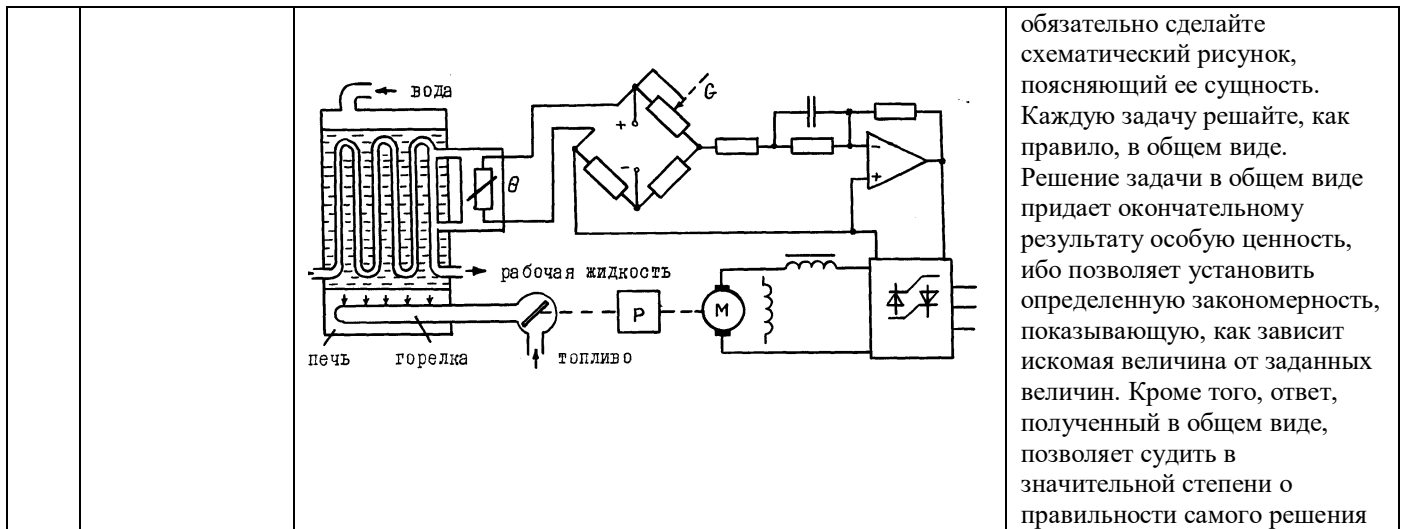 вода
G
+
−
θ
−
+
рабочая жидкость
P
М
печь
горелка
топливо
обязательно сделайте
схематический рисунок,
поясняющий ее сущность.
Каждую задачу решайте, как
правило, в общем виде.
Решение задачи в общем виде
придает окончательному
результату особую ценность,
ибо позволяет установить
определенную закономерность,
показывающую, как зависит
искомая величина от заданных
величин. Кроме того, ответ,
полученный в общем виде,
позволяет судить в
значительной степени о
правильности самого решения